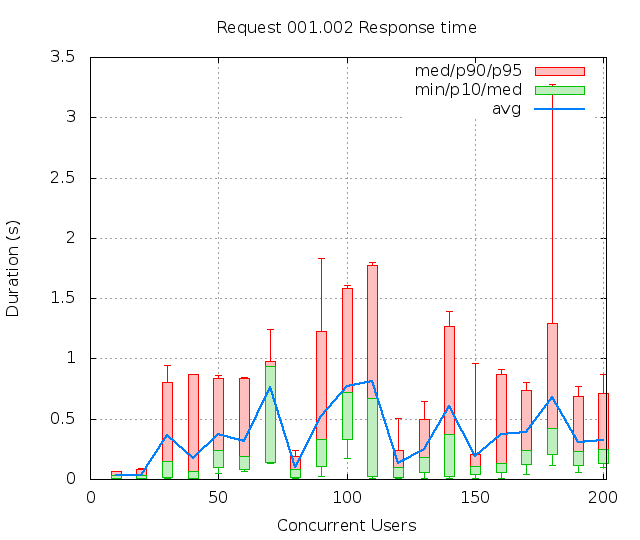 Request 001.002 Response time
3.5
3
2.5
2
1.5
1
0.5
0
Duration (s)
med/p90/p95
min/p10/med
avg
0 50 100 150 200
Concurrent Users